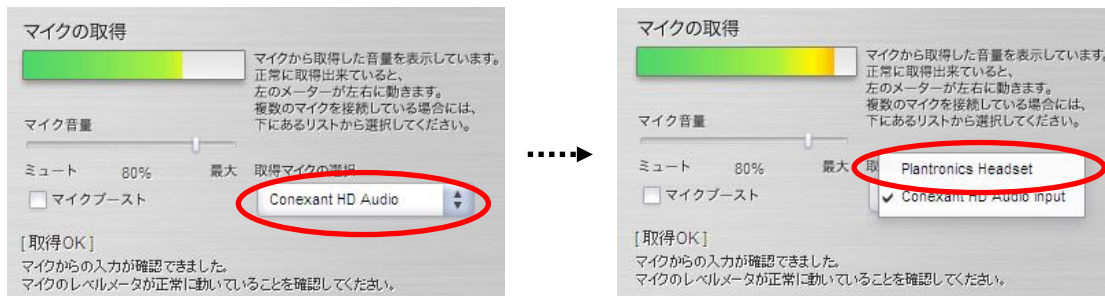 マイクの取得
マイクから取得した音量を表示しています。
正常に取得出来ていると、
左のメーターが左右に動きます。
複数のマイクを接続している場合には、
下にあるリストから選択してください。
マイク音量
ミュート 80% 最大
取得マイクの選択
マイクブースト
Conexant HD Audio
[取得OK]
マイクからの入力が確認できました。
マイクのレベルメータが正常に動いていることを確認してください。
マイクの取得
マイクから取得した音量を表示しています。
正常に取得出来ていると、
左のメーターが左右に動きます。
複数のマイクを接続している場合には、
下にあるリストから選択してください。
マイク音量
ミュート 80% 最大
取
Plantronics Headset
マイクブースト
Conexant HD Audio Input
[取得OK]
マイクからの入力が確認できました。
マイクのレベルメータが正常に動いていることを確認してください。